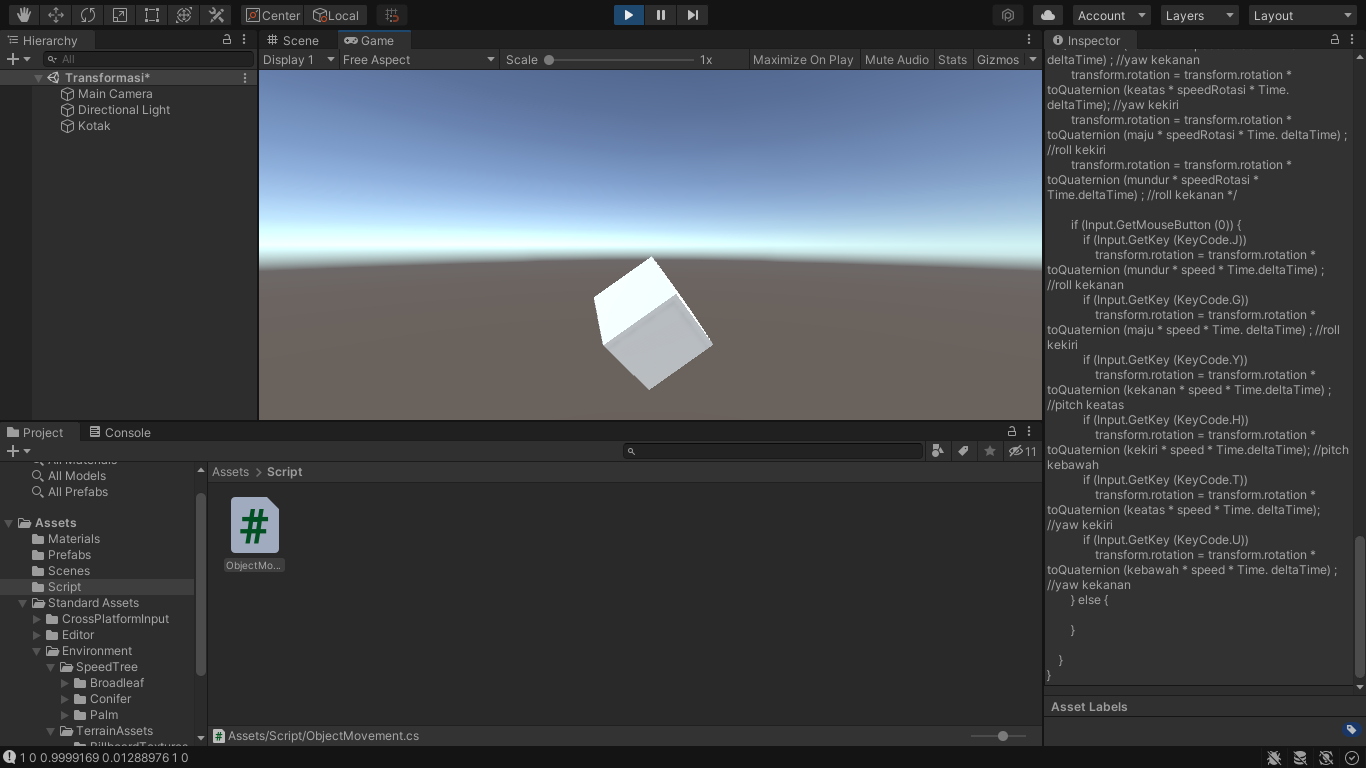 Center
Local
Account
Layers
Layout
Hierarchy
All
Transformasi*
Main Camera
Directional Light
Kotak
Scene
Game
Display 1
Free Aspect
Scale
1x
Maximize On Play
Mute Audio
Stats
Gizmos
Inspector
deltaTime) ; //yaw kekanan
transform.rotation = transform.rotation *
toQuaternion (keatas * speedRotasi * Time.
deltaTime); //yaw kekiri
transform.rotation = transform.rotation *
toQuaternion (maju * speedRotasi * Time. deltaTime) ;
//roll kekiri
transform.rotation = transform.rotation *
toQuaternion (mundur * speedRotasi *
Time.deltaTime) ; //roll kekanan */
if (Input.GetMouseButton (0)) {
if (Input.GetKey (KeyCode.J))
transform.rotation = transform.rotation *
toQuaternion (mundur * speed * Time.deltaTime) ;
//roll kekanan
if (Input.GetKey (KeyCode.G))
transform.rotation = transform.rotation *
toQuaternion (maju * speed * Time. deltaTime) ; //roll
kekiri
if (Input.GetKey (KeyCode.Y))
transform.rotation = transform.rotation *
toQuaternion (kekanan * speed * Time.deltaTime) ;
//pitch keatas
if (Input.GetKey (KeyCode.H))
transform.rotation = transform.rotation *
toQuaternion (kekiri * speed * Time.deltaTime); //pitch
kebawah
if (Input.GetKey (KeyCode.T))
transform.rotation = transform.rotation *
toQuaternion (keatas * speed * Time. deltaTime);
//yaw kekiri
if (Input.GetKey (KeyCode.U))
transform.rotation = transform.rotation *
toQuaternion (kebawah * speed * Time. deltaTime) ;
//yaw kekanan
} else {
}
}
}
Asset Labels
Project
Console
11
All Materials
All Models
All Prefabs
Assets
Materials
Prefabs
Scenes
Script
Standard Assets
CrossPlatformInput
Editor
Environment
SpeedTree
Broadleaf
Conifer
Palm
TerrainAssets
BillboardTextures
Assets > Script
#
ObjectMo...
Assets/Script/ObjectMovement.cs
1 0 0.9999169 0.01288976 1 0